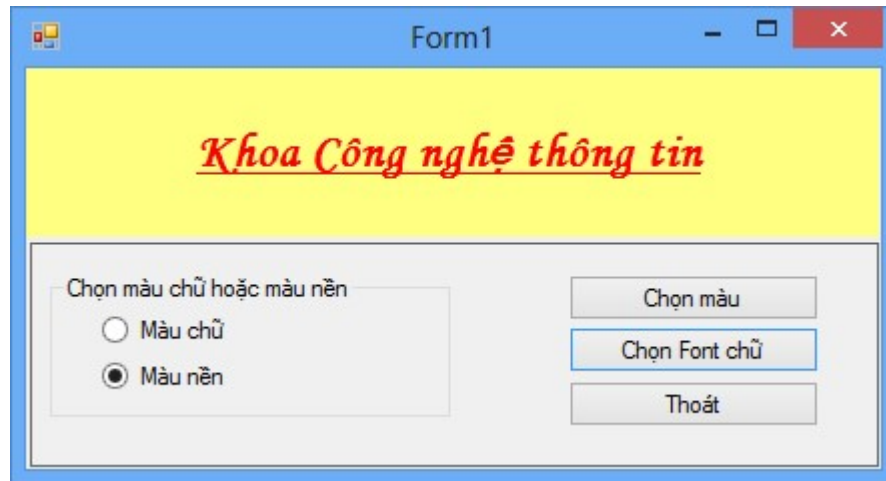 Form1
Khoa Công nghệ thông tin
Chọn màu chữ hoặc màu nền
Màu chữ
Màu nền
Chọn màu
Chọn Font chữ
Thoát